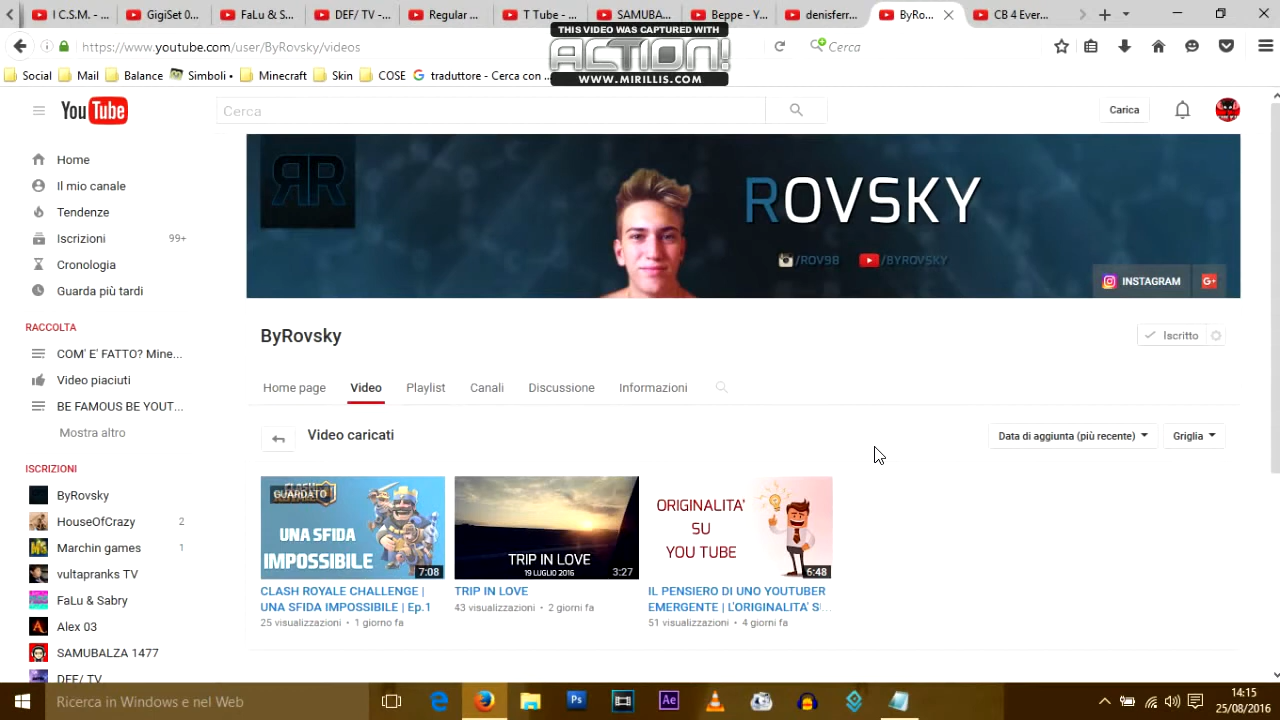 I C.S.M. - ...
GigiSet0 - ...
FaLu & S...
DEF/ TV - ...
Regular ...
T Tube - ...
SAMUBA...
Beppe - Y...
denisferr...
ByRo...
CB 4 Ever...
THIS VIDEO WAS CAPTURED WITH
ACTION!
WWW.MIRILLIS.COM
https://www.youtube.com/user/ByRovsky/videos
Cerca
Social
Mail
Balance
Simboli •
Minecraft
Skin
COSE
traduttore - Cerca con ...
YouTube
Cerca
Carica
Home
Il mio canale
Tendenze
Iscrizioni 99+
Cronologia
Guarda più tardi
RACCOLTA
COM' E' FATTO? Mine...
Video piaciuti
BE FAMOUS BE YOUT...
Mostra altro
ISCRIZIONI
ByRovsky
HouseOfCrazy 2
Marchin games 1
vultapranks TV
FaLu & Sabry
Alex 03
SAMUBALZA 1477
DEF/ TV
RR
ROVSKY
/ROV98
/BYROVSKY
INSTAGRAM
G+
ByRovsky
Iscritto
Home page
Video
Playlist
Canali
Discussione
Informazioni
Video caricati
Data di aggiunta (più recente)
Griglia
GUARDATO
UNA SFIDA
IMPOSSIBILE
7:08
CLASH ROYALE CHALLENGE |
UNA SFIDA IMPOSSIBILE | Ep.1
25 visualizzazioni • 1 giorno fa
TRIP IN LOVE
19 LUGLIO 2016
3:27
TRIP IN LOVE
43 visualizzazioni • 2 giorni fa
ORIGINALITA'
SU
YOU TUBE
6:48
IL PENSIERO DI UNO YOUTUBER
EMERGENTE | L'ORIGINALITA' S...
51 visualizzazioni • 4 giorni fa
Ricerca in Windows e nel Web
Ps
Ae
14:15
25/08/2016